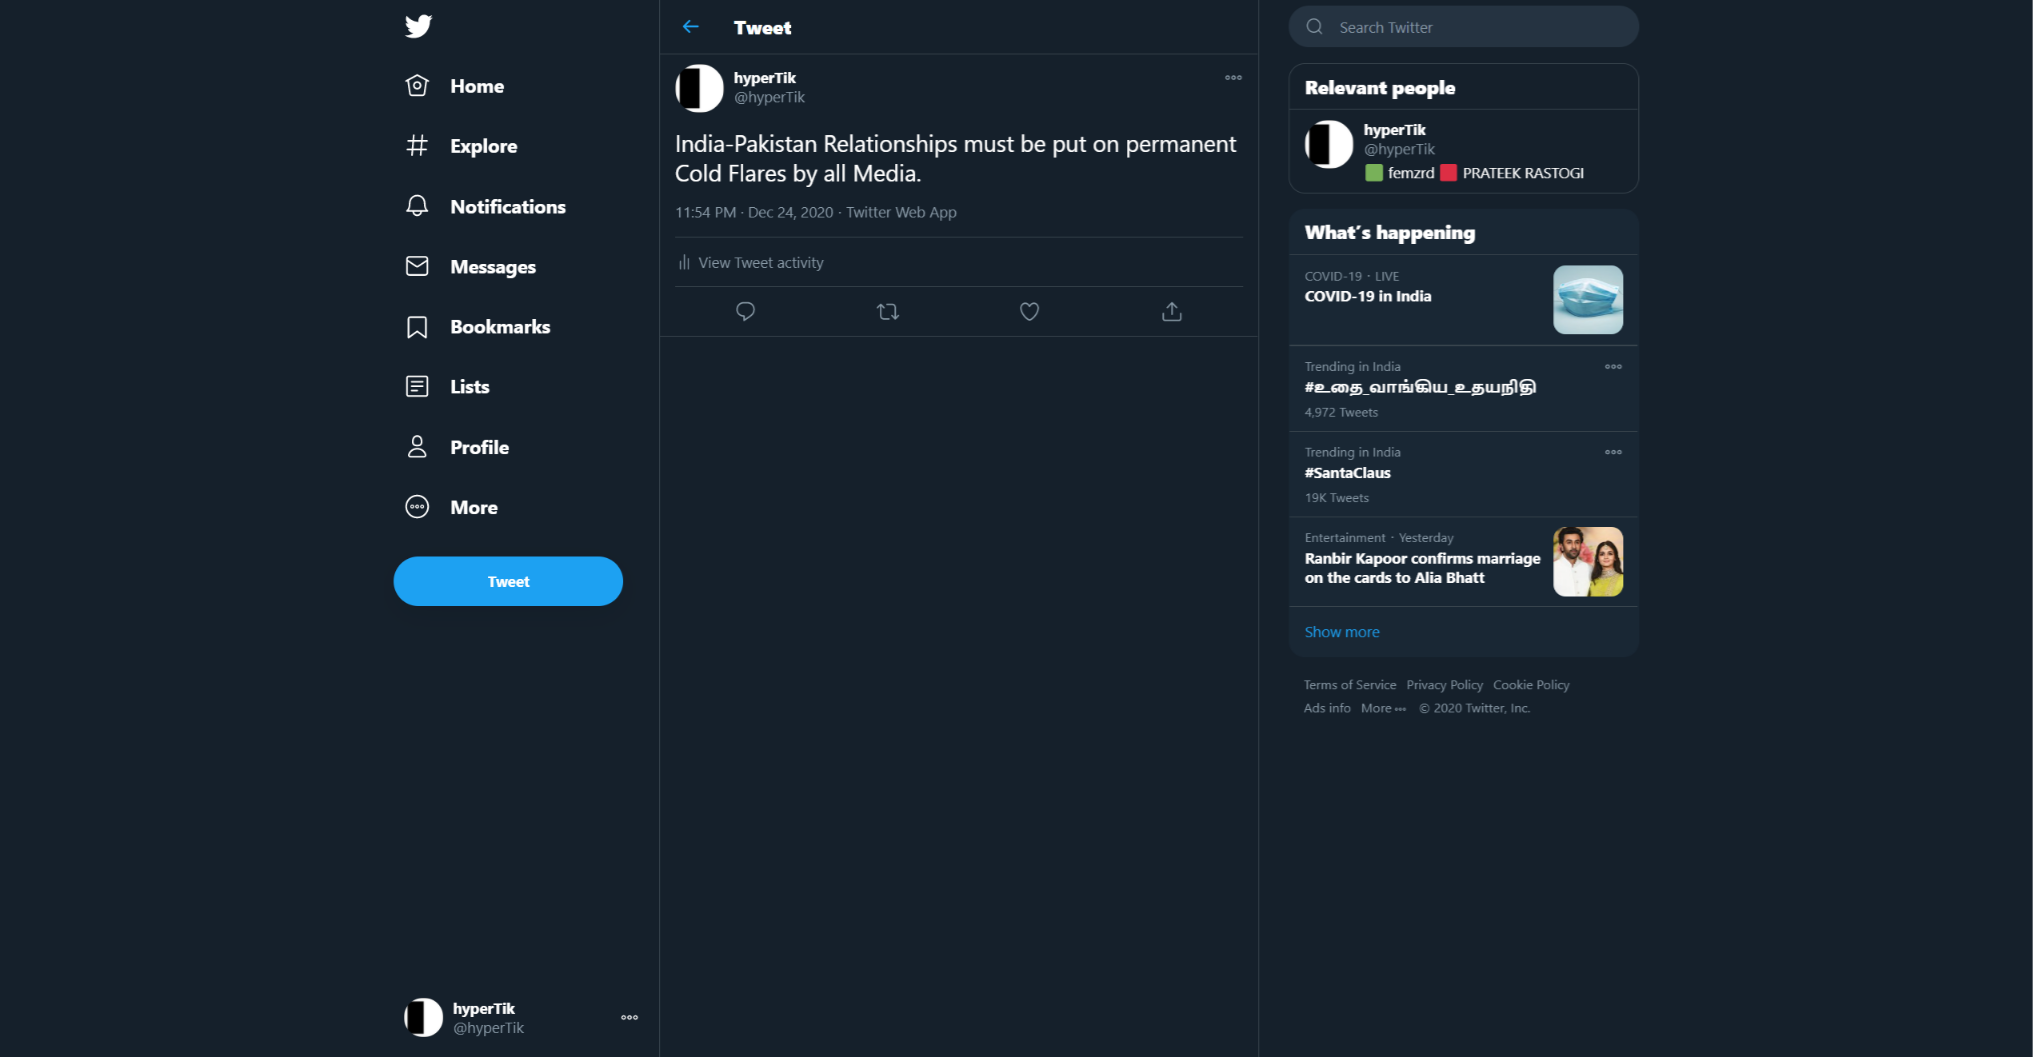 Home
Explore
Notifications
Messages
Bookmarks
Lists
Profile
More
Tweet
hyperTik
@hyperTik
Tweet
hyperTik
@hyperTik
India-Pakistan Relationships must be put on permanent
Cold Flares by all Media.
11:54 PM · Dec 24, 2020 · Twitter Web App
View Tweet activity
Search Twitter
Relevant people
hyperTik
@hyperTik
femzrd PRATEEK RASTOGI
What's happening
COVID-19 · LIVE
COVID-19 in India
Trending in India
#உதை_வாங்கிய_உதயநிதி
4,972 Tweets
Trending in India
#SantaClaus
19K Tweets
Entertainment · Yesterday
Ranbir Kapoor confirms marriage
on the cards to Alia Bhatt
Show more
Terms of Service Privacy Policy Cookie Policy
Ads info More © 2020 Twitter, Inc.